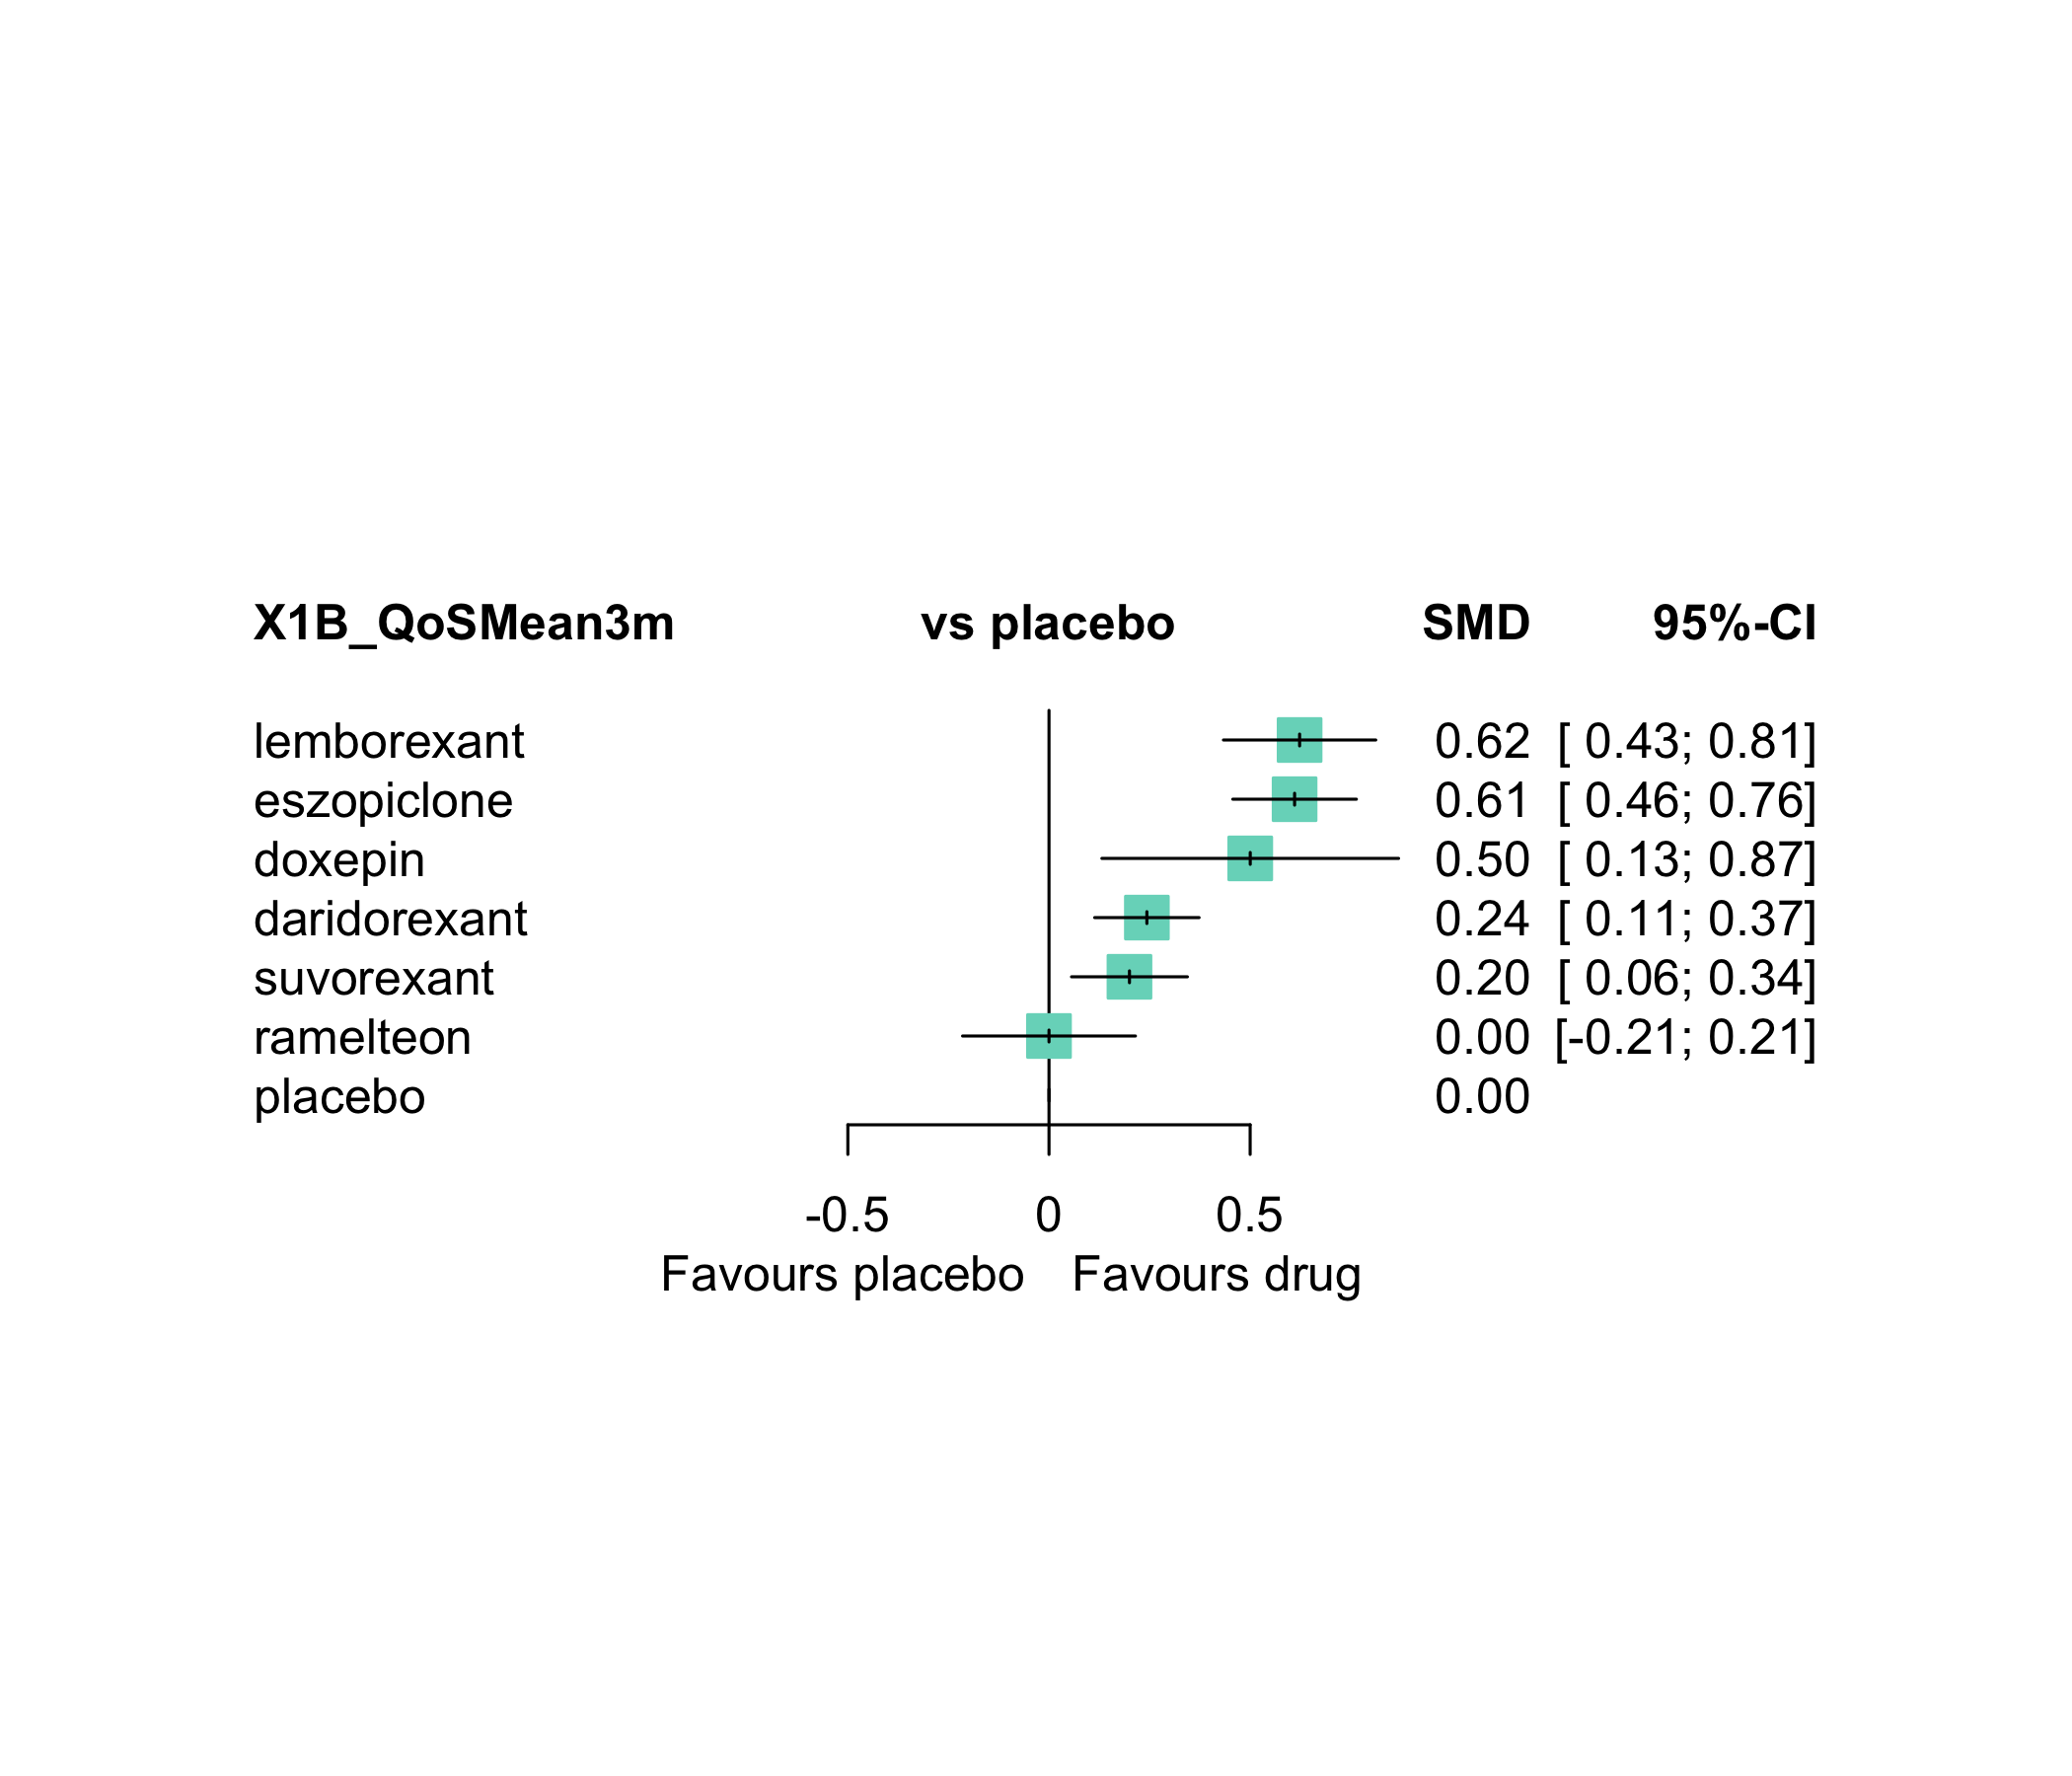 X1B_QoSMean3m vs placebo SMD 95%-CI
lemborexant 0.62 [ 0.43; 0.81]
eszopiclone 0.61 [ 0.46; 0.76]
doxepin 0.50 [ 0.13; 0.87]
daridorexant 0.24 [ 0.11; 0.37]
suvorexant 0.20 [ 0.06; 0.34]
ramelteon 0.00 [-0.21; 0.21]
placebo 0.00
-0.5 0 0.5
Favours placebo Favours drug